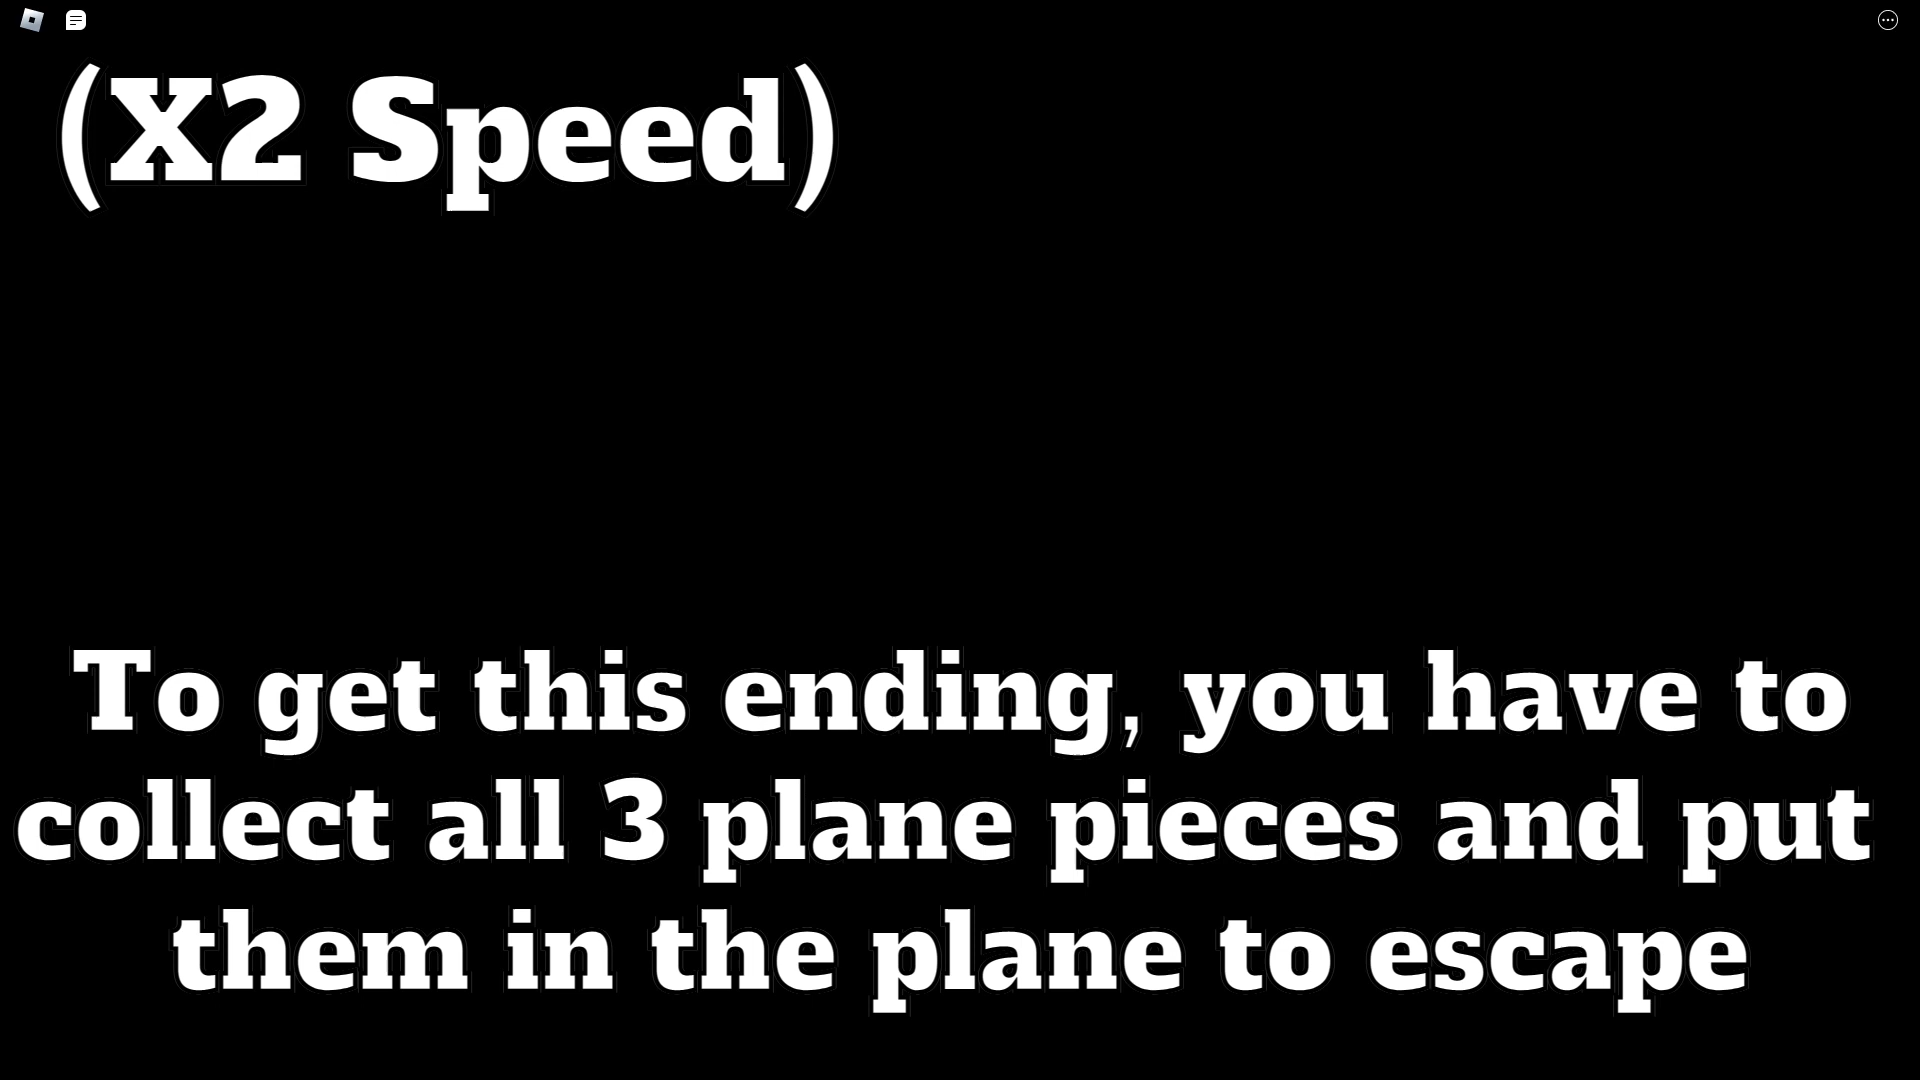 (X2 Speed)
To get this ending, you have to
collect all 3 plane pieces and put
them in the plane to escape